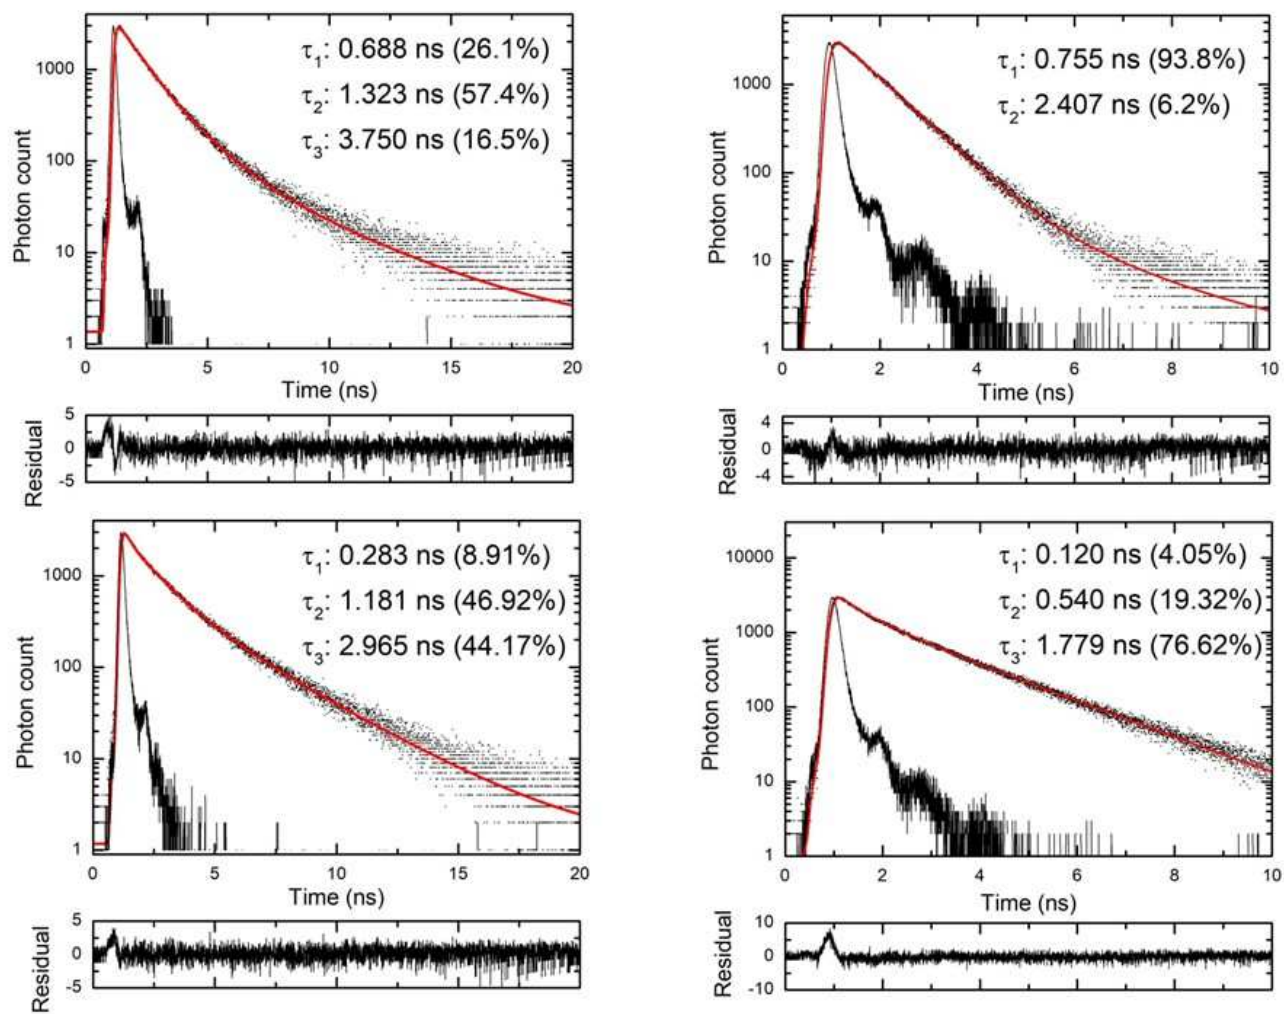 1000
100
10
1
Photon count
τ1: 0.688 ns (26.1%)
τ2: 1.323 ns (57.4%)
τ3: 3.750 ns (16.5%)
0 5 10 15 20
Time (ns)
5
0
-5
Residual
1000
100
10
1
Photon count
τ1: 0.755 ns (93.8%)
τ2: 2.407 ns (6.2%)
0 2 4 6 8 10
Time (ns)
4
0
-4
Residual
1000
100
10
1
Photon count
τ1: 0.283 ns (8.91%)
τ2: 1.181 ns (46.92%)
τ3: 2.965 ns (44.17%)
0 5 10 15 20
Time (ns)
5
0
-5
Residual
10000
1000
100
10
1
Photon count
τ1: 0.120 ns (4.05%)
τ2: 0.540 ns (19.32%)
τ3: 1.779 ns (76.62%)
0 2 4 6 8 10
Time (ns)
10
0
-10
Residual